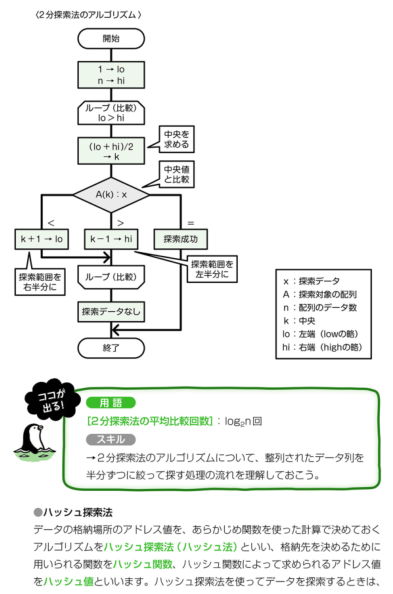 〈2分探索法のアルゴリズム〉
開始
1 → lo
n → hi
ループ（比較）
lo > hi
(lo + hi)/2
→ k
中央を
求める
中央値
と比較
A(k) : x
<
>
=
k+1 → lo
k−1 → hi
探索成功
探索範囲を
右半分に
ループ（比較）
探索範囲を
左半分に
探索データなし
終了
x ：探索データ
A ：探索対象の配列
n ：配列のデータ数
k ：中央
lo：左端（lowの略）
hi：右端（highの略）
ココが
出る！
用語
［2分探索法の平均比較回数］：log₂n回
スキル
→2分探索法のアルゴリズムについて、整列されたデータ列を
半分ずつに絞って探す処理の流れを理解しておこう。
●ハッシュ探索法
データの格納場所のアドレス値を、あらかじめ関数を使った計算で決めておく
アルゴリズムをハッシュ探索法（ハッシュ法）といい、格納先を決めるために
用いられる関数をハッシュ関数、ハッシュ関数によって求められるアドレス値
をハッシュ値といいます。ハッシュ探索法を使ってデータを探索するときは、